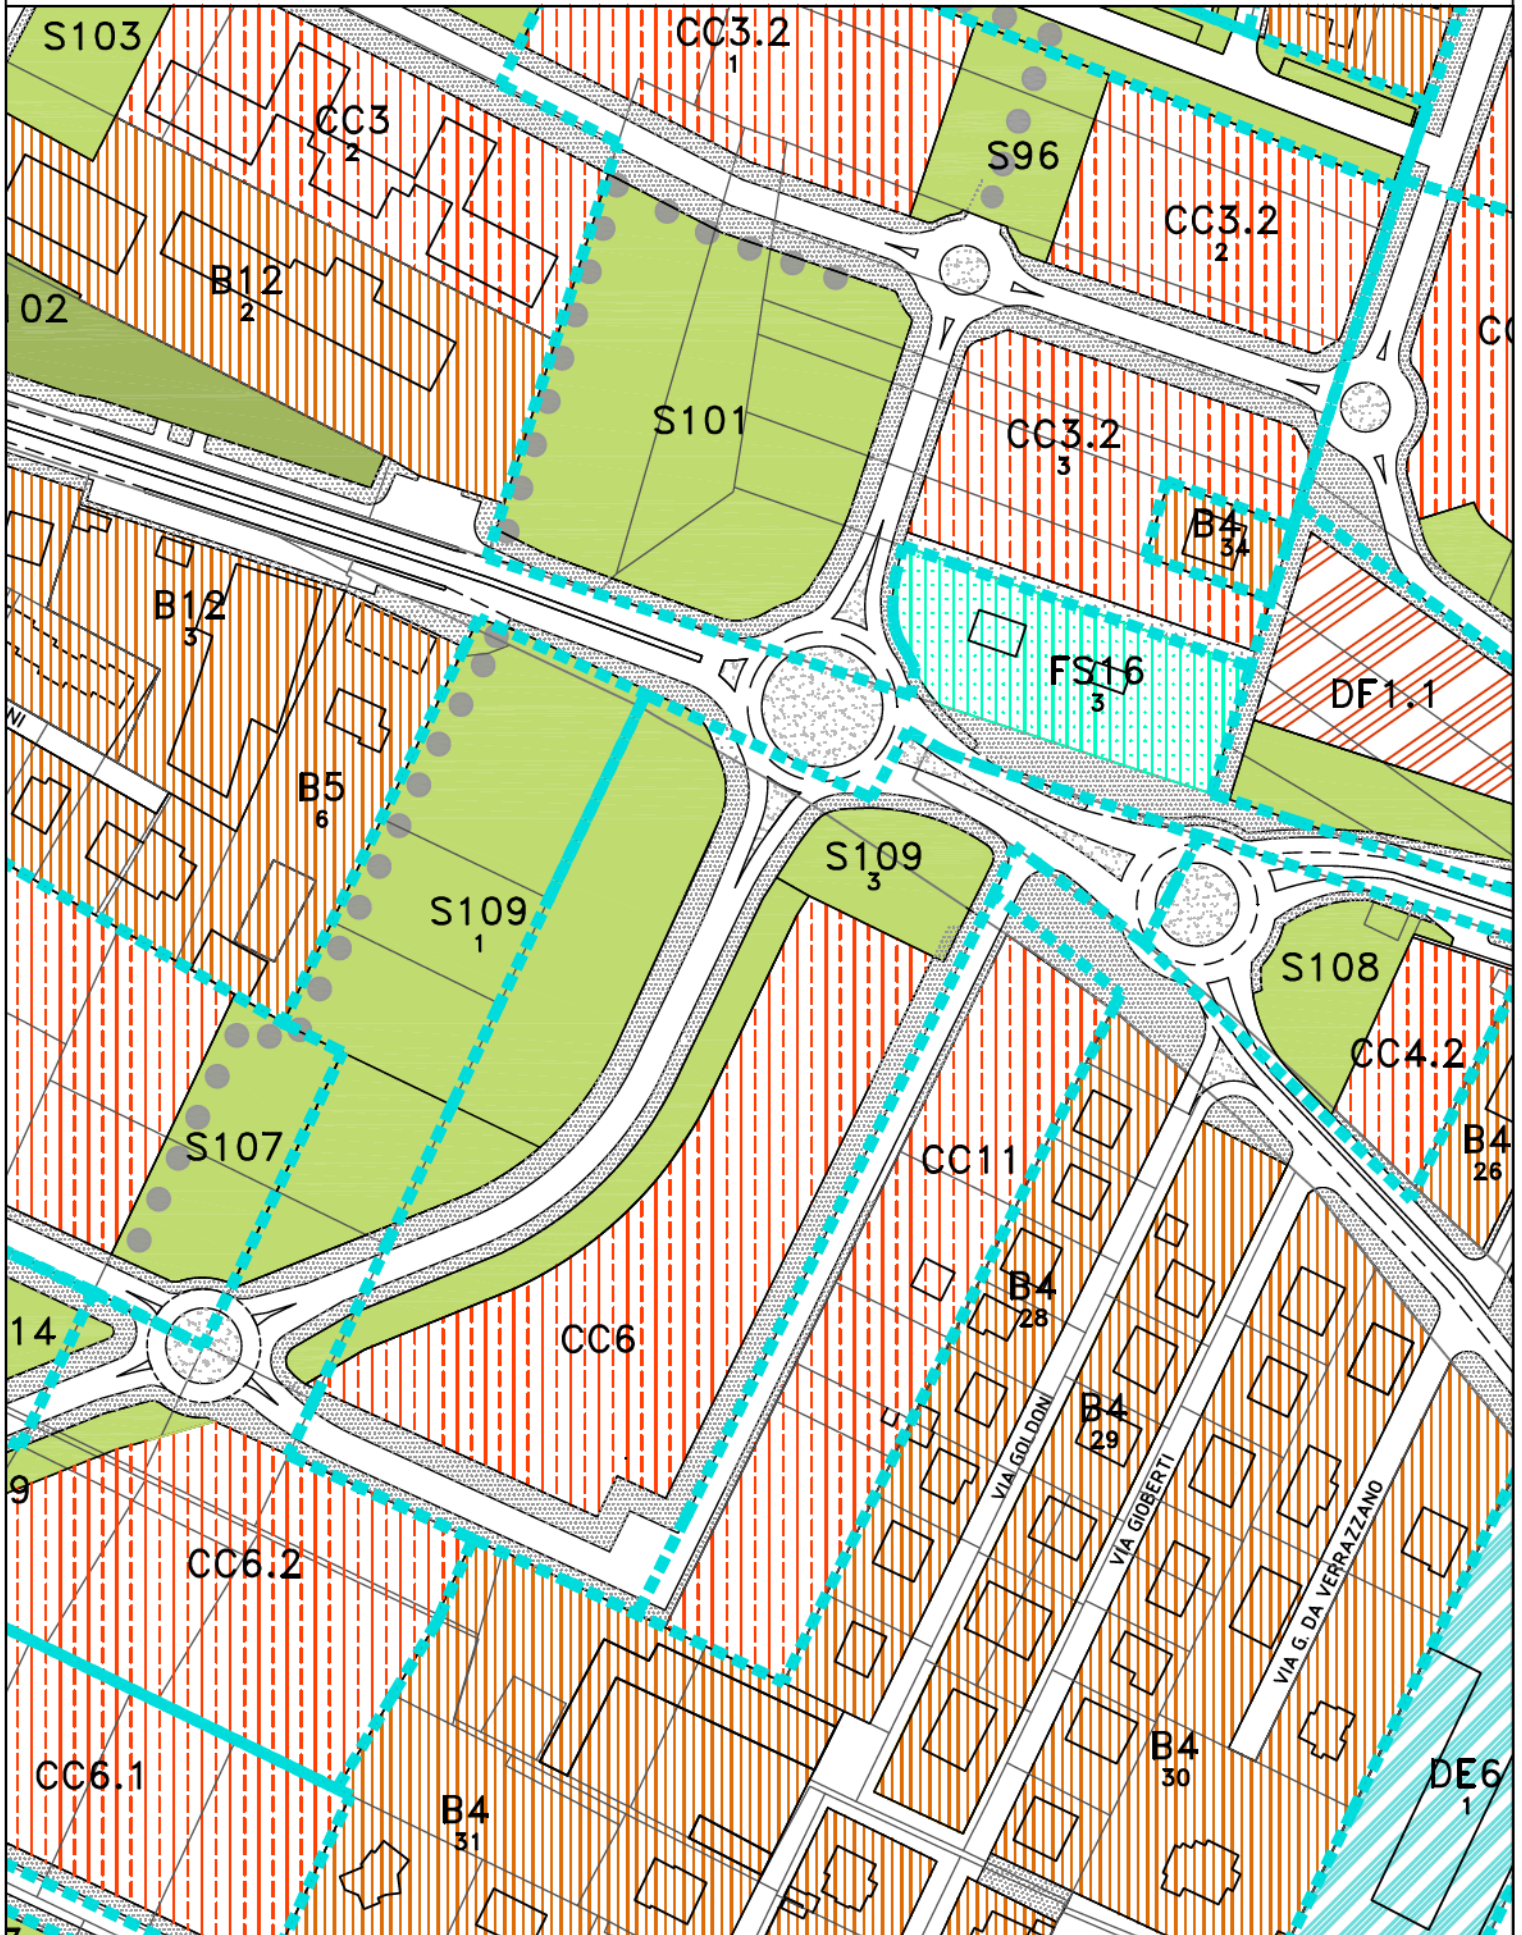 S103
CC3.2
1
CC3
2
S96
CC3.2
2
B12
2
102
S101
CC3.2
3
B4
34
B12
3
FS16
3
DF1.1
NI
B5
6
S109
3
S109
1
S108
CC4.2
S107
CC11
B4
26
B4
28
14
CC6
B4
29
VIA GOLDONI
VIA GIOBERTI
VIA G. DA VERRAZZANO
9
CC6.2
CC6.1
B4
30
DE6
1
B4
31